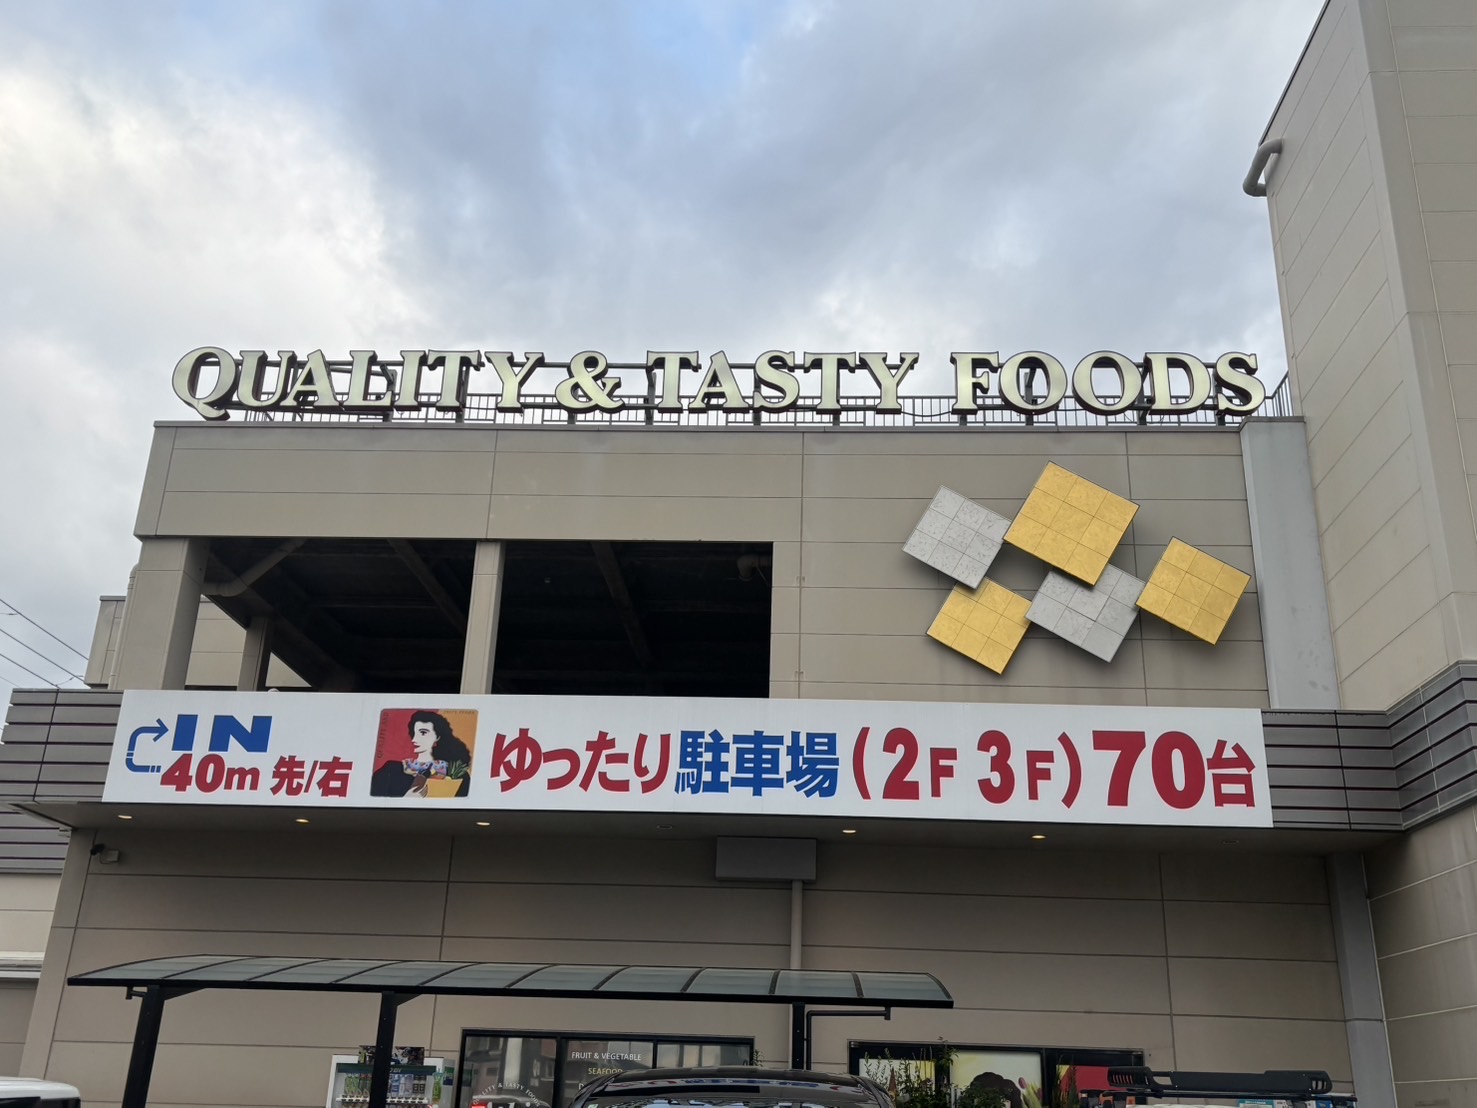 QUALITY & TASTY FOODS
IN
40m 先/右
ゆったり駐車場(2F 3F)70台
FRUIT & VEGETABLE
SEAFOOD